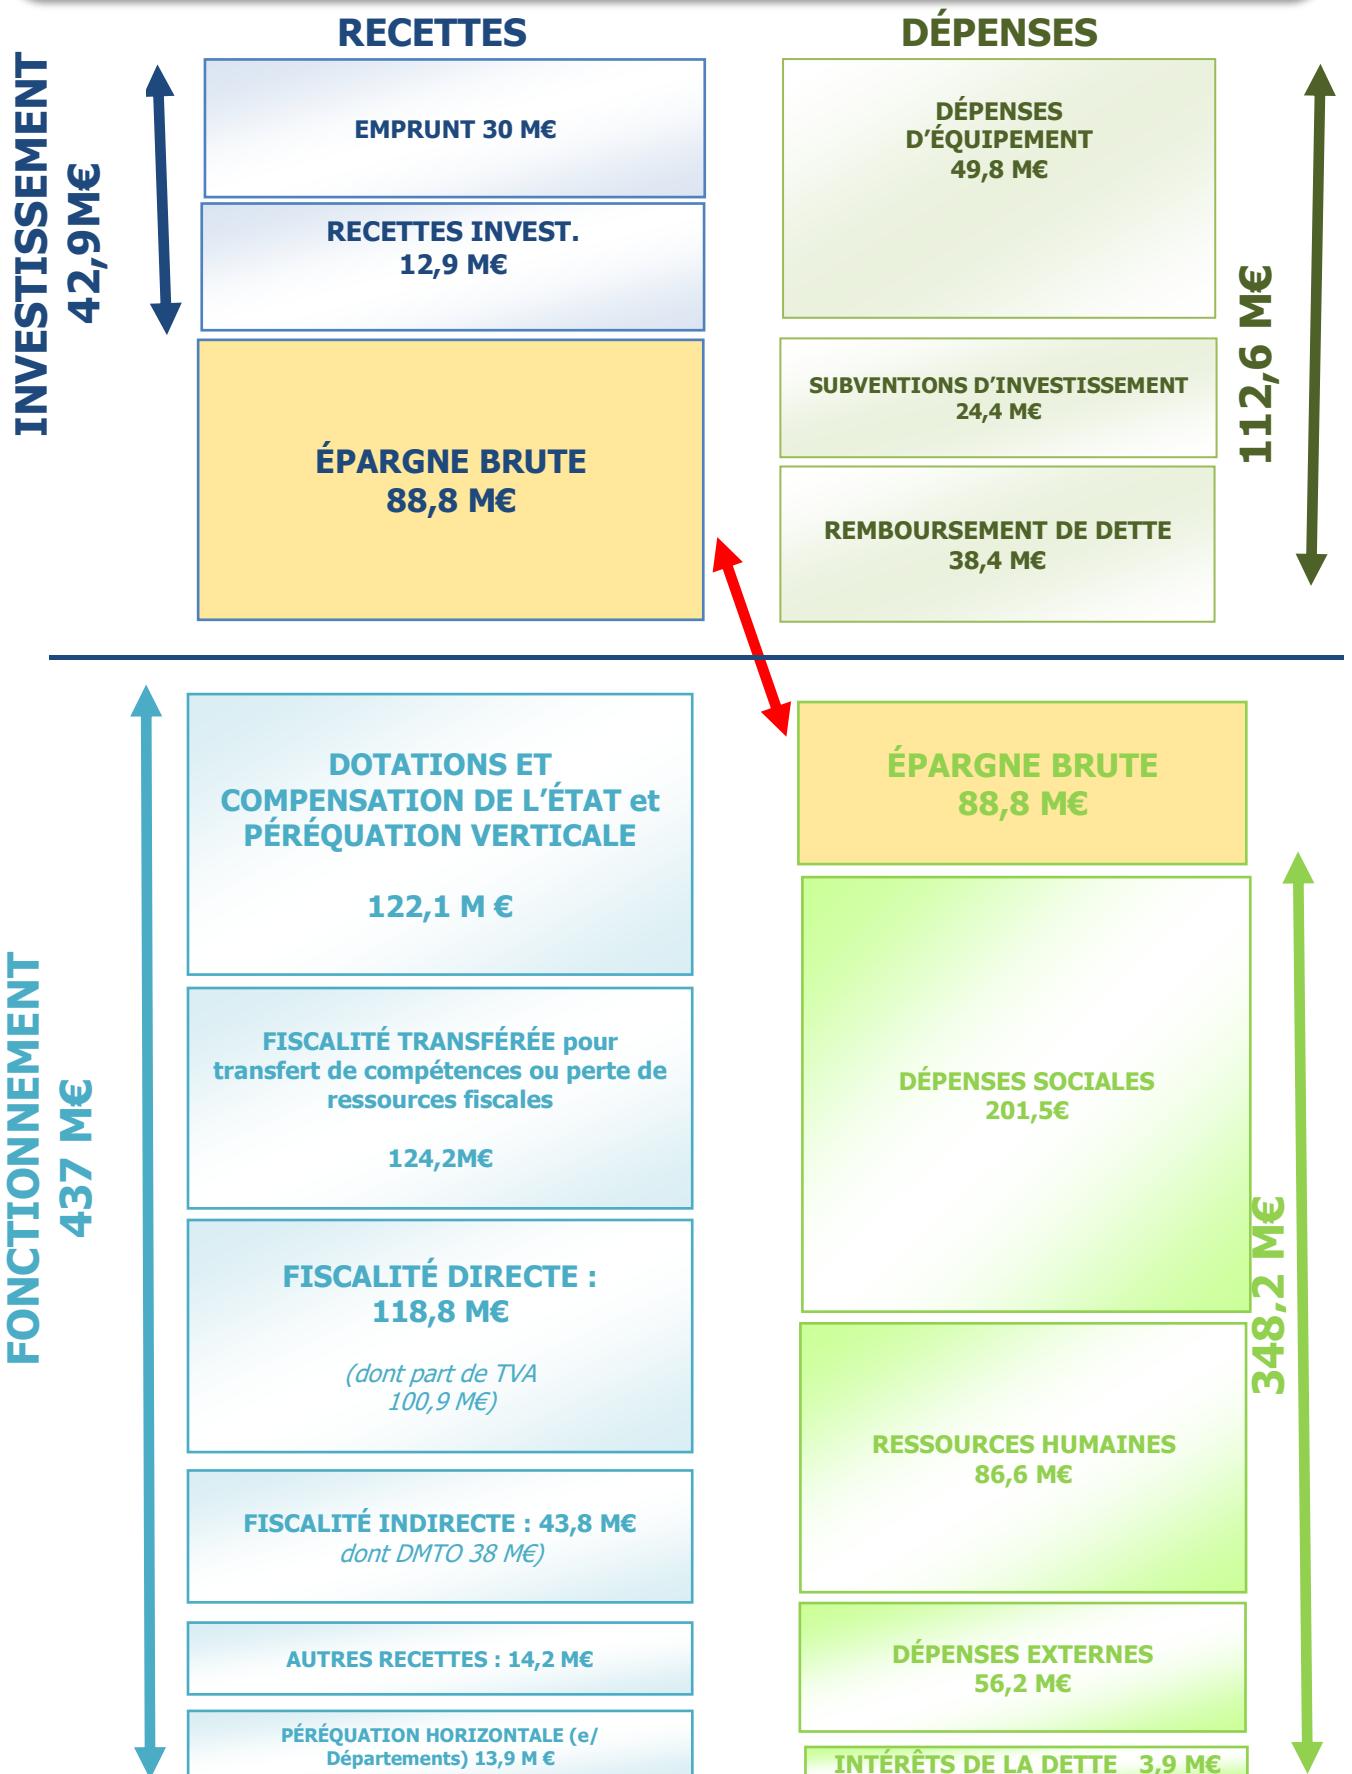 RECETTES
DÉPENSES
INVESTISSEMENT
42,9M€
EMPRUNT 30 M€
RECETTES INVEST.
12,9 M€
ÉPARGNE BRUTE
88,8 M€
DÉPENSES
D'ÉQUIPEMENT
49,8 M€
SUBVENTIONS D'INVESTISSEMENT
24,4 M€
REMBOURSEMENT DE DETTE
38,4 M€
112,6 M€
FONCTIONNEMENT
437 M€
DOTATIONS ET
COMPENSATION DE L'ÉTAT et
PÉRÉQUATION VERTICALE
122,1 M €
FISCALITÉ TRANSFÉRÉE pour
transfert de compétences ou perte de
ressources fiscales
124,2M€
FISCALITÉ DIRECTE :
118,8 M€
(dont part de TVA
100,9 M€)
FISCALITÉ INDIRECTE : 43,8 M€
dont DMTO 38 M€)
AUTRES RECETTES : 14,2 M€
PÉRÉQUATION HORIZONTALE (e/
Départements) 13,9 M €
ÉPARGNE BRUTE
88,8 M€
DÉPENSES SOCIALES
201,5€
RESSOURCES HUMAINES
86,6 M€
DÉPENSES EXTERNES
56,2 M€
INTÉRÊTS DE LA DETTE 3,9 M€
348,2 M€